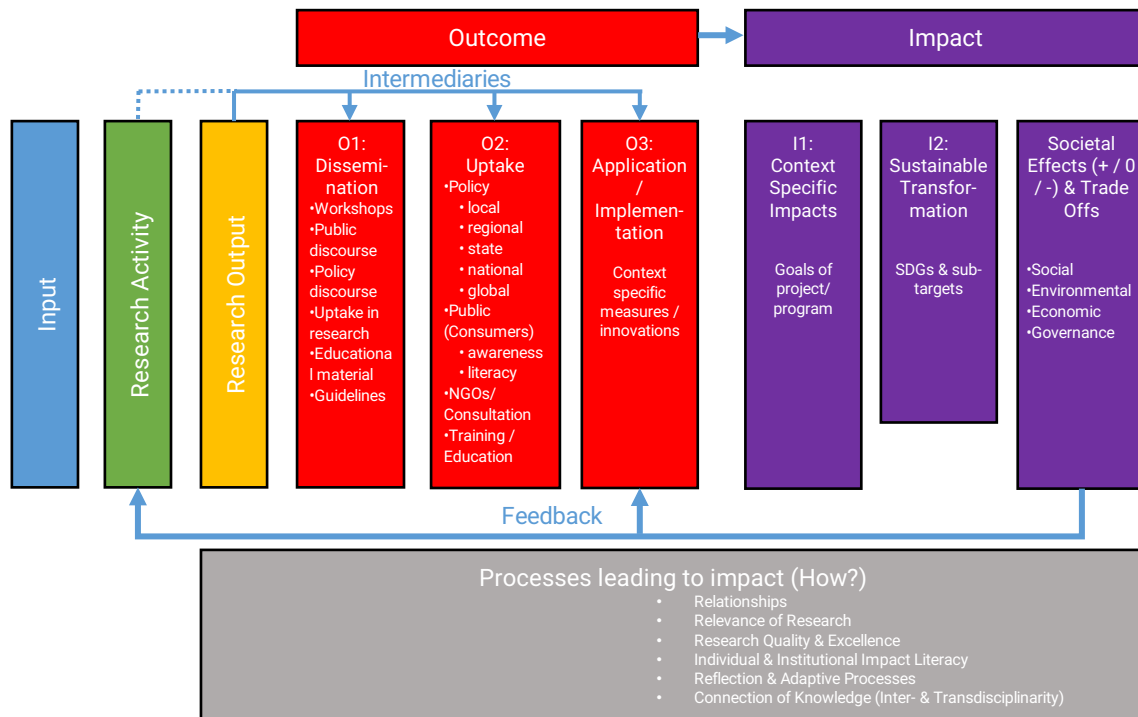 Outcome
Impact
Intermediaries
Input
Research Activity
Research Output
O1:
Dissemi-
nation
•Workshops
•Public
discourse
•Policy
discourse
•Uptake in
research
•Educationa
l material
•Guidelines
O2:
Uptake
•Policy
• local
• regional
• state
• national
• global
•Public
(Consumers)
• awareness
• literacy
•NGOs/
Consultation
•Training /
Education
O3:
Application
/
Implemen-
tation
Context
specific
measures /
innovations
I1:
Context
Specific
Impacts
Goals of
project/
program
I2:
Sustainable
Transfor-
mation
SDGs & sub-
targets
Societal
Effects (+ / 0
/ -) & Trade
Offs
•Social
•Environmental
•Economic
•Governance
Feedback
Processes leading to impact (How?)
• Relationships
• Relevance of Research
• Research Quality & Excellence
• Individual & Institutional Impact Literacy
• Reflection & Adaptive Processes
• Connection of Knowledge (Inter- & Transdisciplinarity)